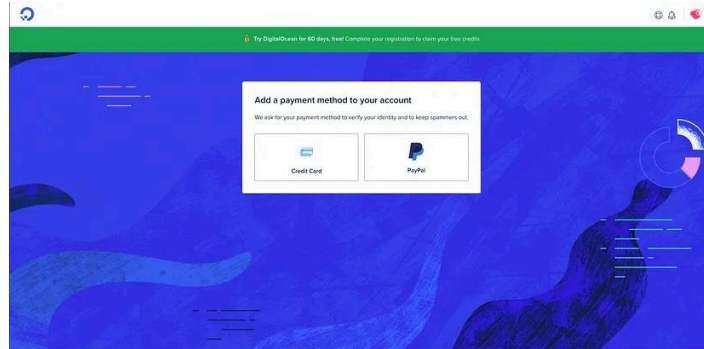 Try DigitalOcean for 60 days, free! Complete your registration to claim your free credits
Add a payment method to your account
We ask for your payment method to verify your identity and to keep spammers out.
Credit Card
PayPal